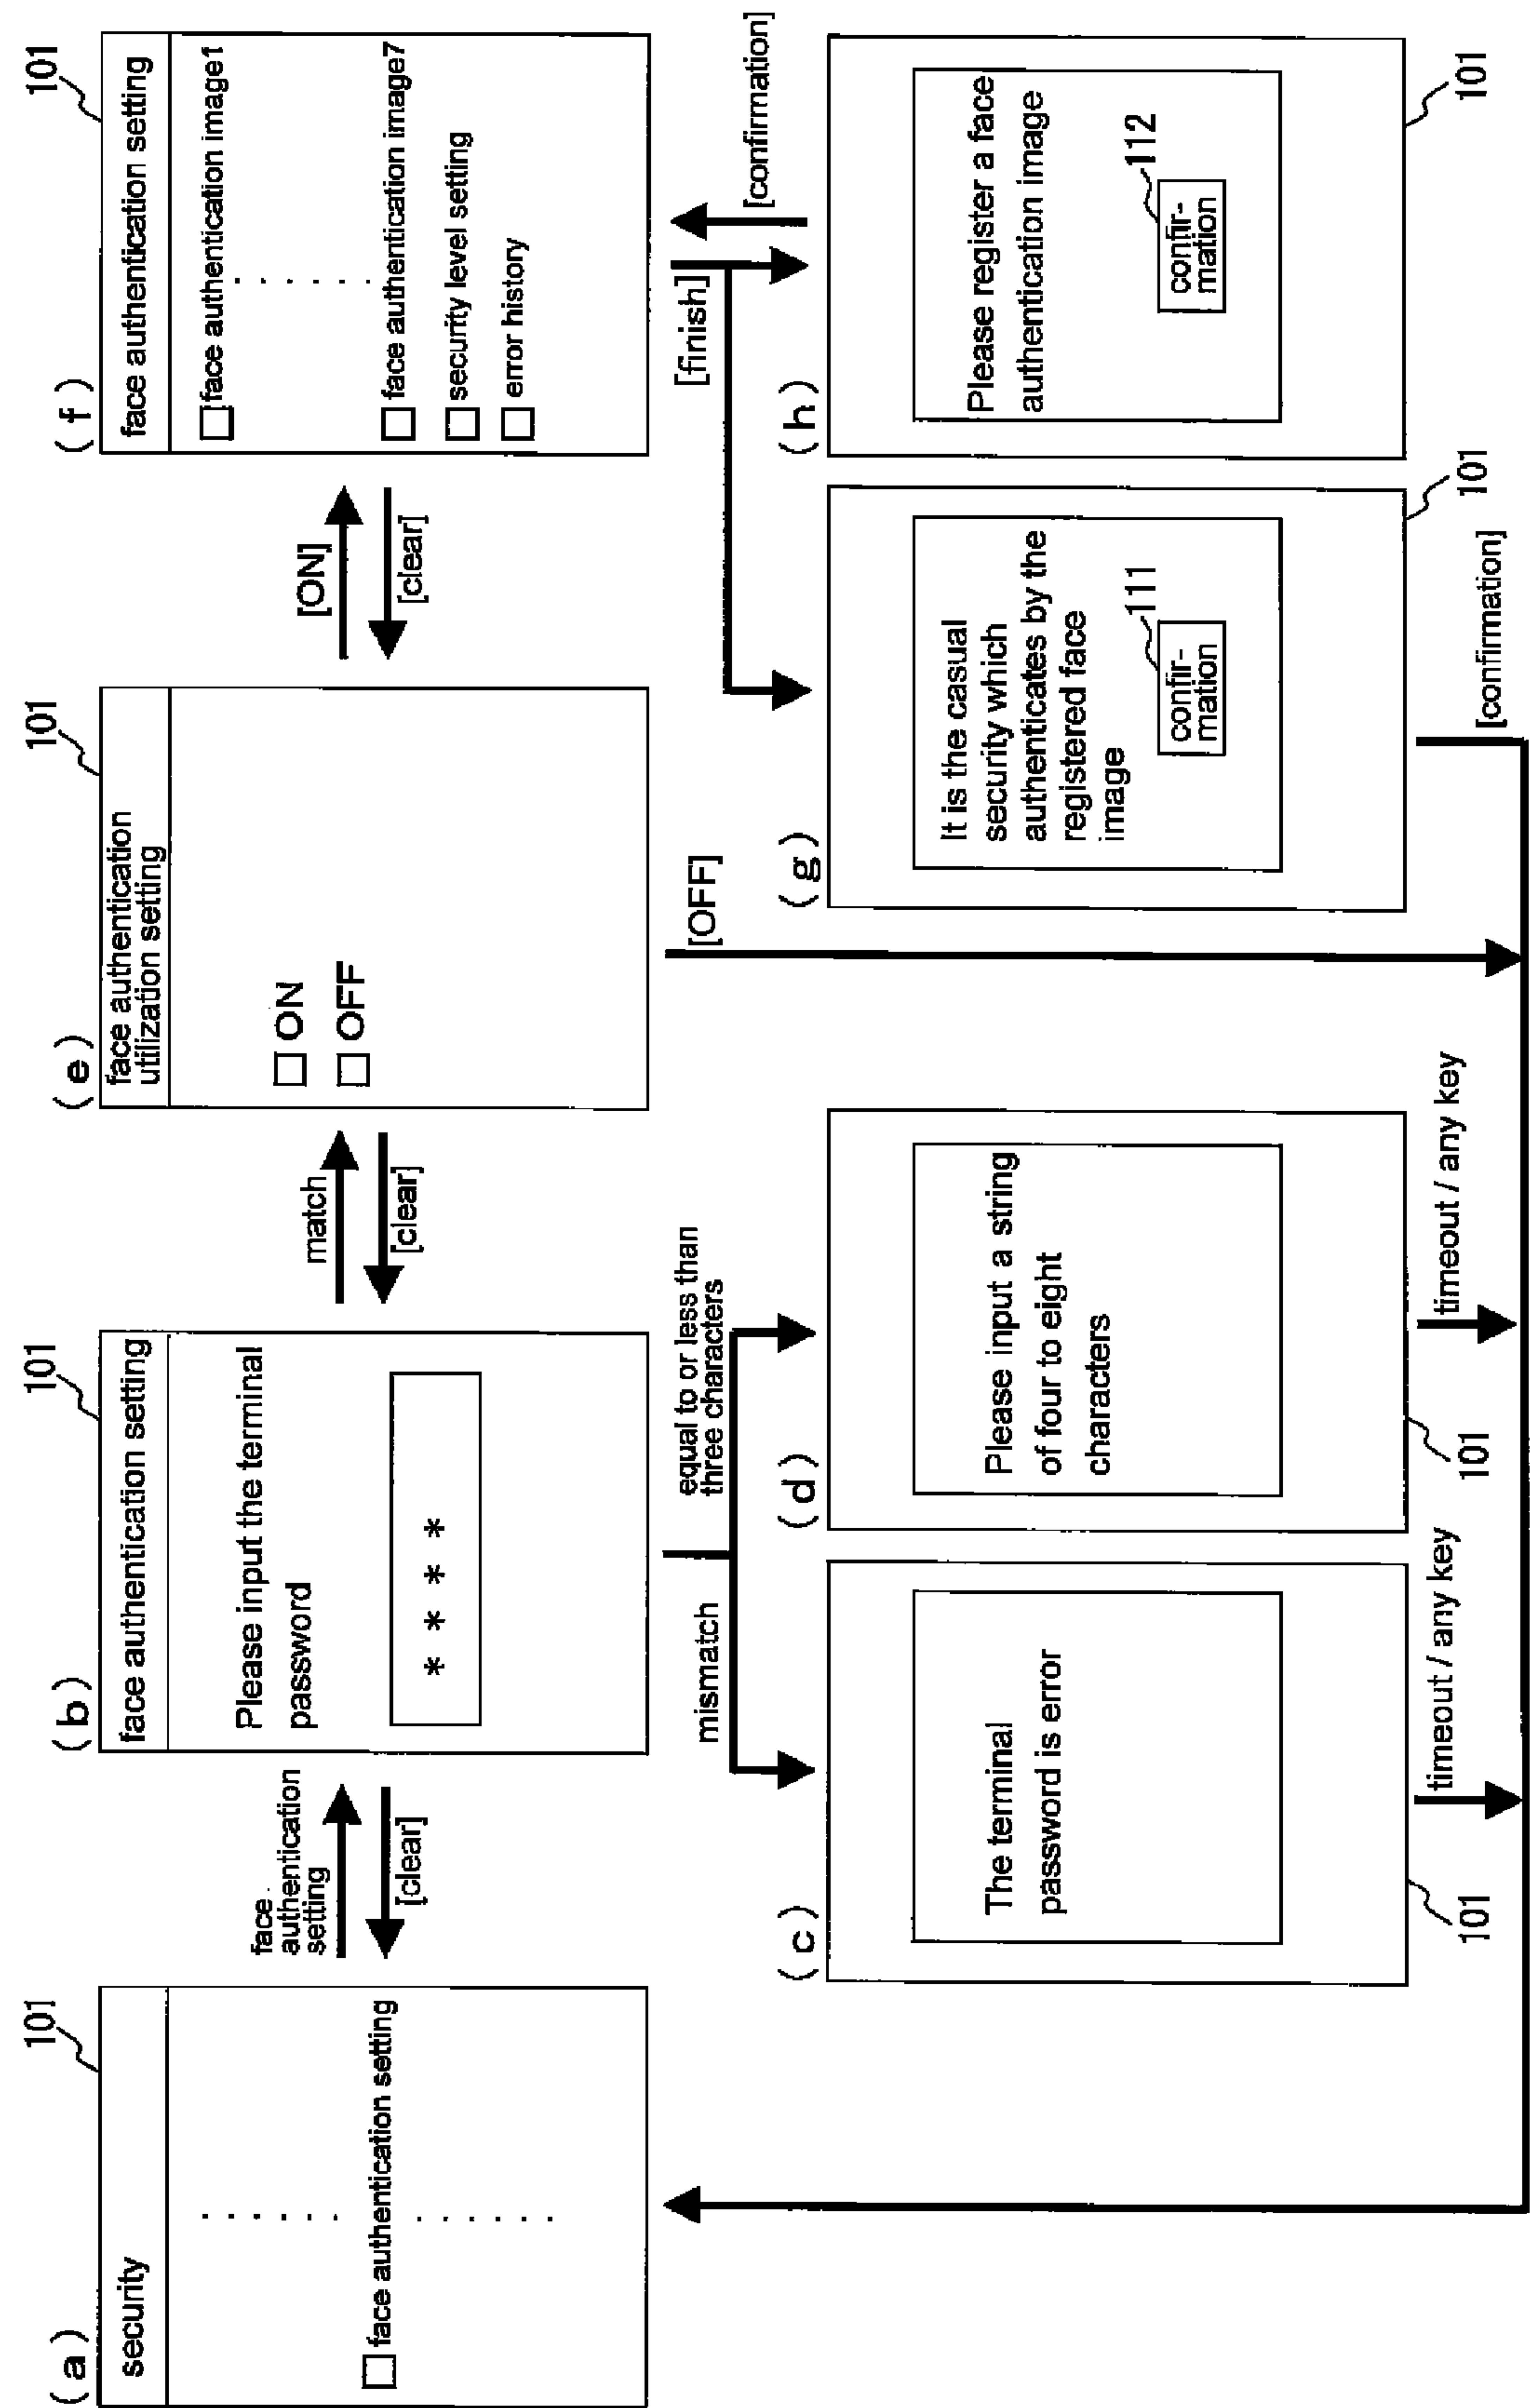 (a)
101
security
face authentication setting
face
authentication
setting
[clear]
(b)
101
face authentication setting
Please input the terminal
password
* * * *
match
[clear]
(e)
101
face authentication
utilization setting
ON
OFF
[ON]
[clear]
(f)
101
face authentication setting
face authentication image1
face authentication image7
security level setting
error history
mismatch
equal to or less than
three characters
[OFF]
[finish]
[confirmation]
(c)
The terminal
password is error
101
timeout / any key
(d)
Please input a string
of four to eight
characters
101
timeout / any key
(g)
It is the casual
security which
authenticates by the
registered face
image
111
confir-
mation
101
[confirmation]
(h)
Please register a face
authentication image
112
confir-
mation
101